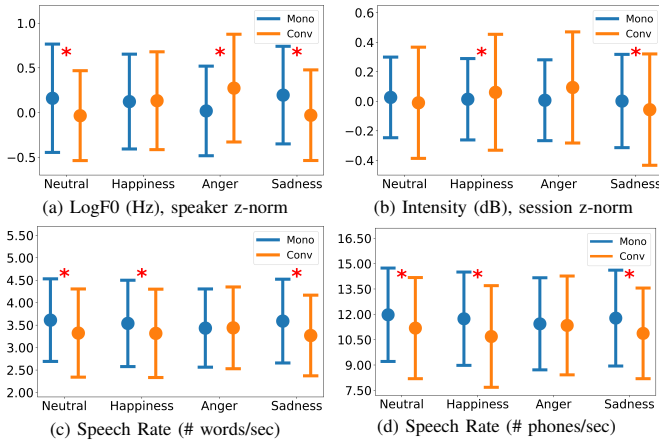 1.0
0.5
0.0
−0.5
Mono
Conv
*
*
*
Neutral Happiness Anger Sadness
(a) LogF0 (Hz), speaker z-norm
0.6
0.4
0.2
0.0
−0.2
−0.4
Mono
Conv
*
*
Neutral Happiness Anger Sadness
(b) Intensity (dB), session z-norm
5.50
5.00
4.50
4.00
3.50
3.00
2.50
2.00
Mono
Conv
*
*
*
Neutral Happiness Anger Sadness
(c) Speech Rate (# words/sec)
16.50
15.00
13.50
12.00
10.50
9.00
7.50
Mono
Conv
*
*
*
Neutral Happiness Anger Sadness
(d) Speech Rate (# phones/sec)